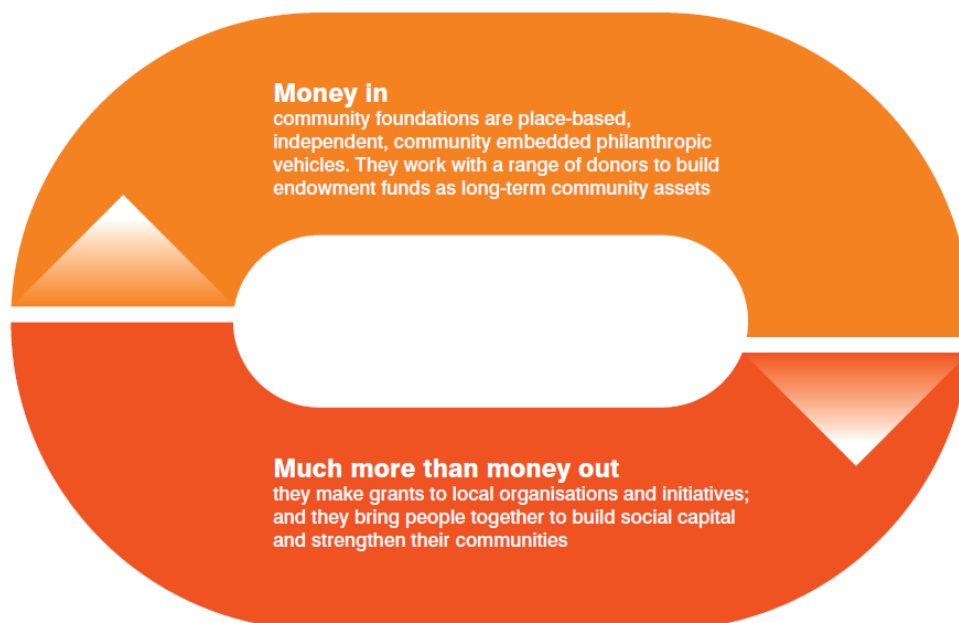 Money in
community foundations are place-based,
independent, community embedded philanthropic
vehicles. They work with a range of donors to build
endowment funds as long-term community assets
Much more than money out
they make grants to local organisations and initiatives;
and they bring people together to build social capital
and strengthen their communities